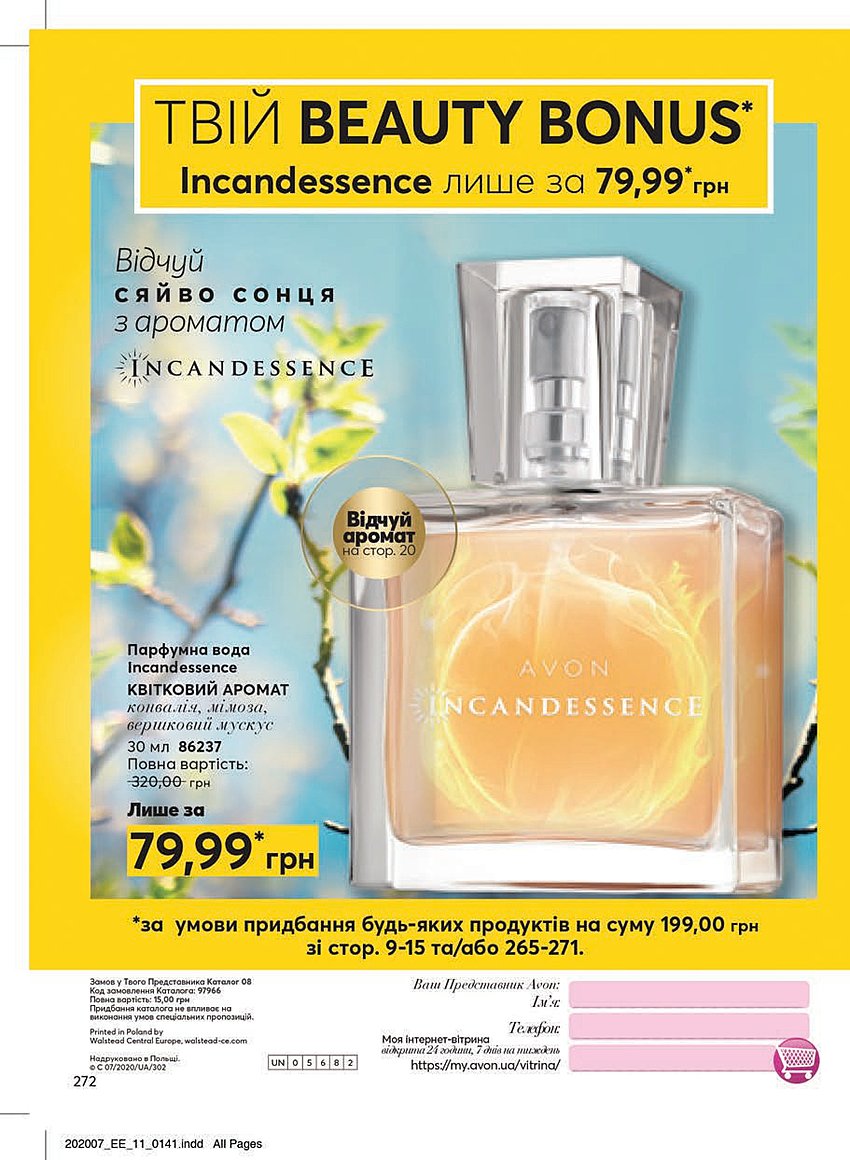 ТВІЙ BEAUTY BONUS*
Incandessence лише за 79,99* грн
Відчуй
СЯЙВО СОНЦЯ
з ароматом
INCANDESSENCE
Відчуй
аромат
на стор. 20
AVON
INCANDESSENCE
Парфумна вода
Incandessence
КВІТКОВИЙ АРОМАТ
конвалія, мімоза,
вершковий мускус
30 мл 86237
Повна вартість:
320,00 грн
Лише за
79,99* грн
*за умови придбання будь-яких продуктів на суму 199,00 грн
зі стор. 9-15 та/або 265-271.
Замов у Твого Представника Каталог 08
Код замовлення Каталога: 97966
Повна вартість: 15,00 грн
Придбання каталога не впливає на
виконання умов спеціальних пропозицій.
Printed in Poland by
Walstead Central Europe, walstead-ce.com
Надруковано в Польщі.
© C 07/2020/UA/302
UN 0 5 6 8 2
Ваш Представник Avon:
Ім'я:
Телефон:
Моя інтернет-вітрина
відкрита 24 години, 7 днів на тиждень
https://my.avon.ua/vitrina/
272
202007_EE_11_0141.indd All Pages